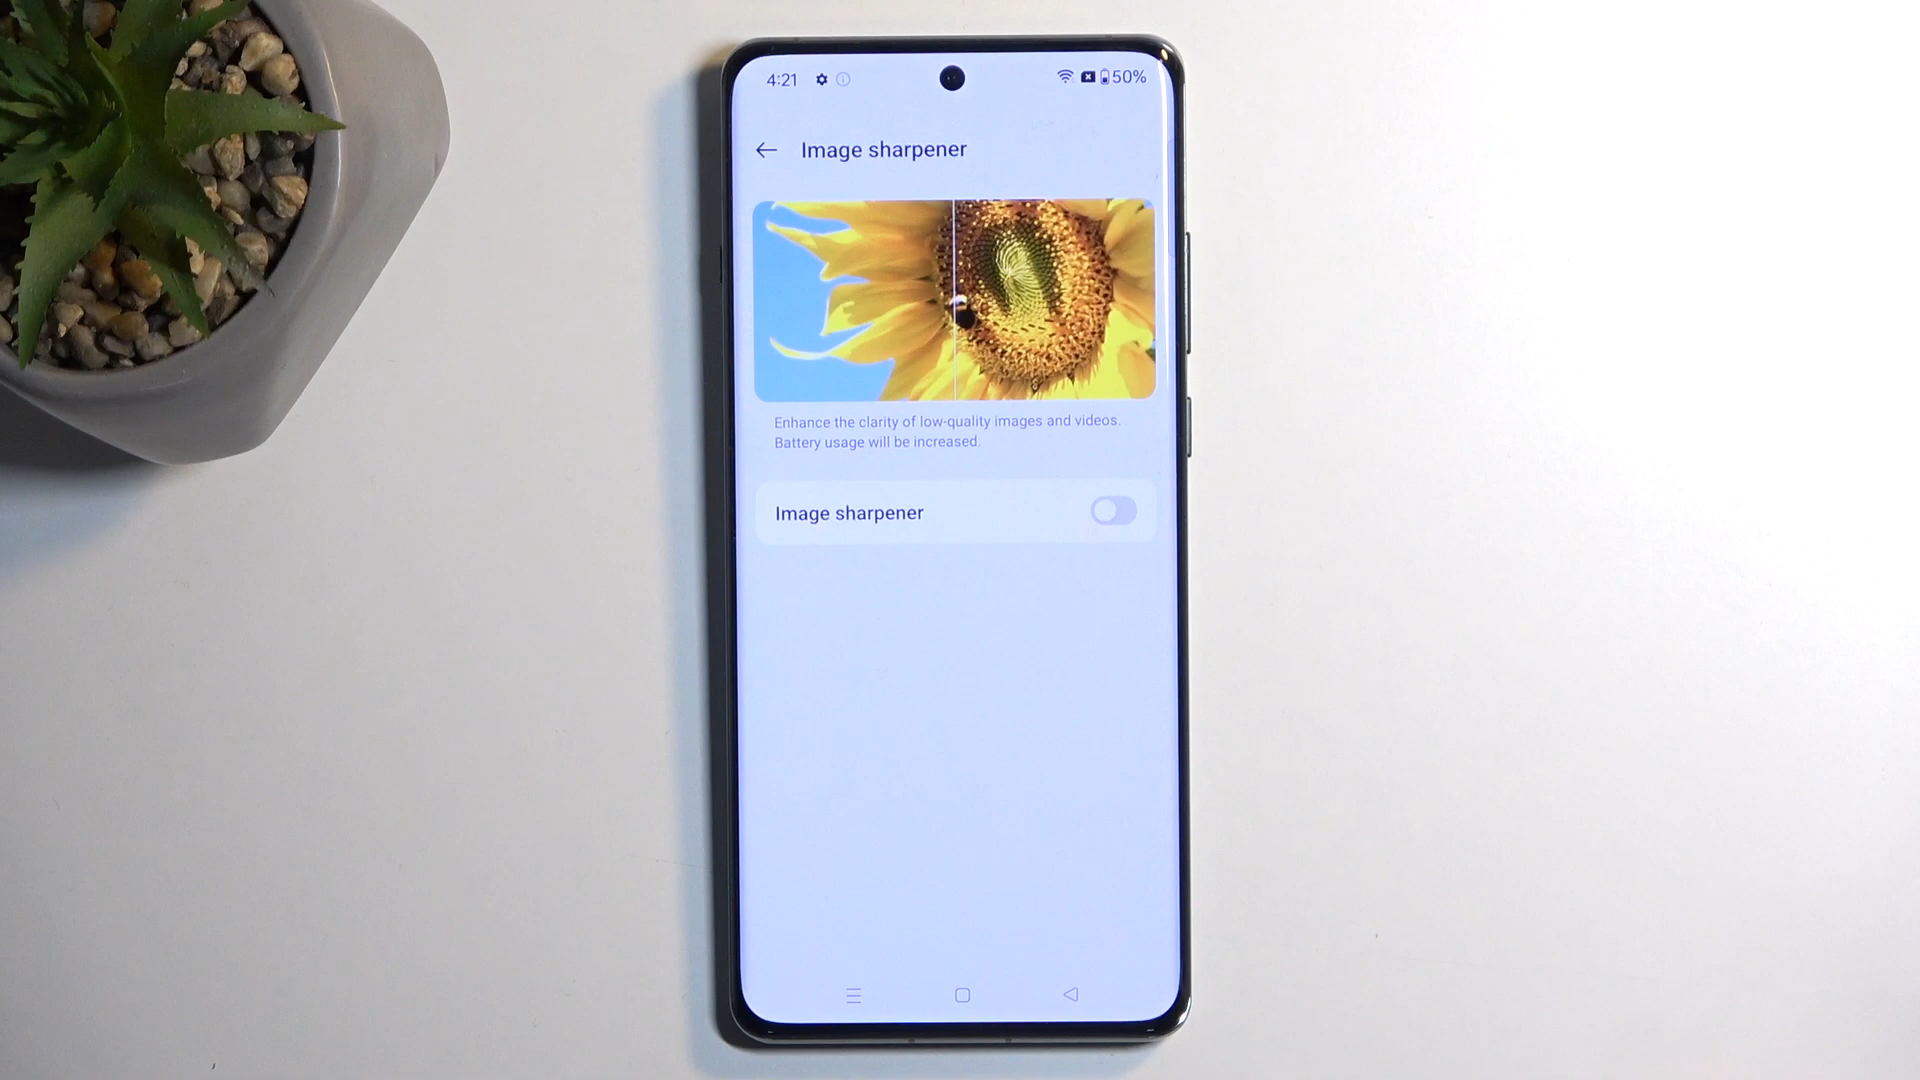 4:21
50%
Image sharpener
Enhance the clarity of low-quality images and videos.
Battery usage will be increased.
Image sharpener